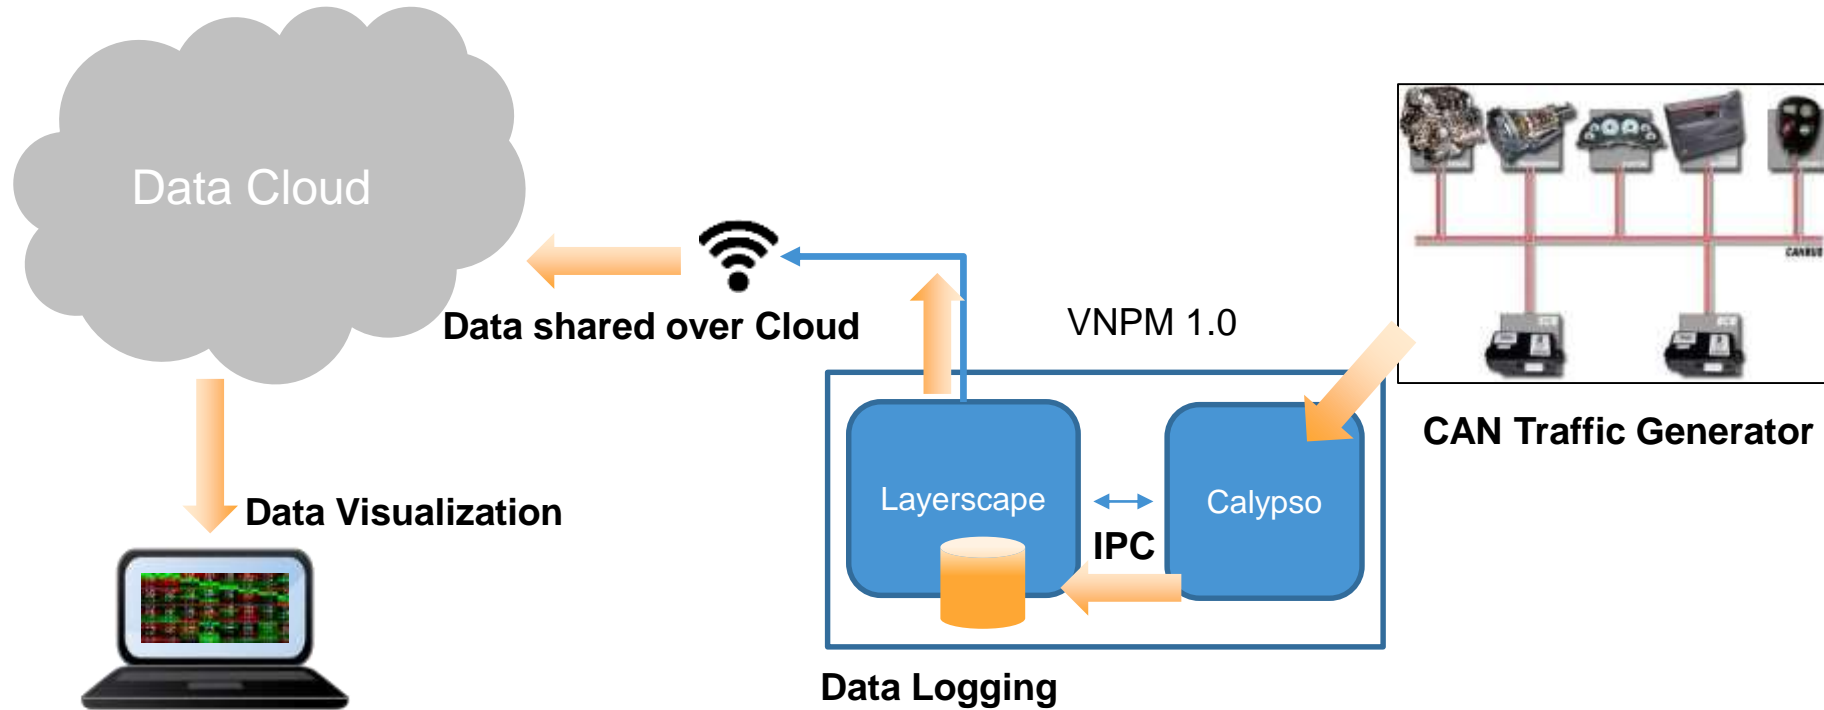 Data Cloud
CANBUS
Data shared over Cloud
VNPM 1.0
CAN Traffic Generator
Layerscape
Calypso
Data Visualization
IPC
Data Logging